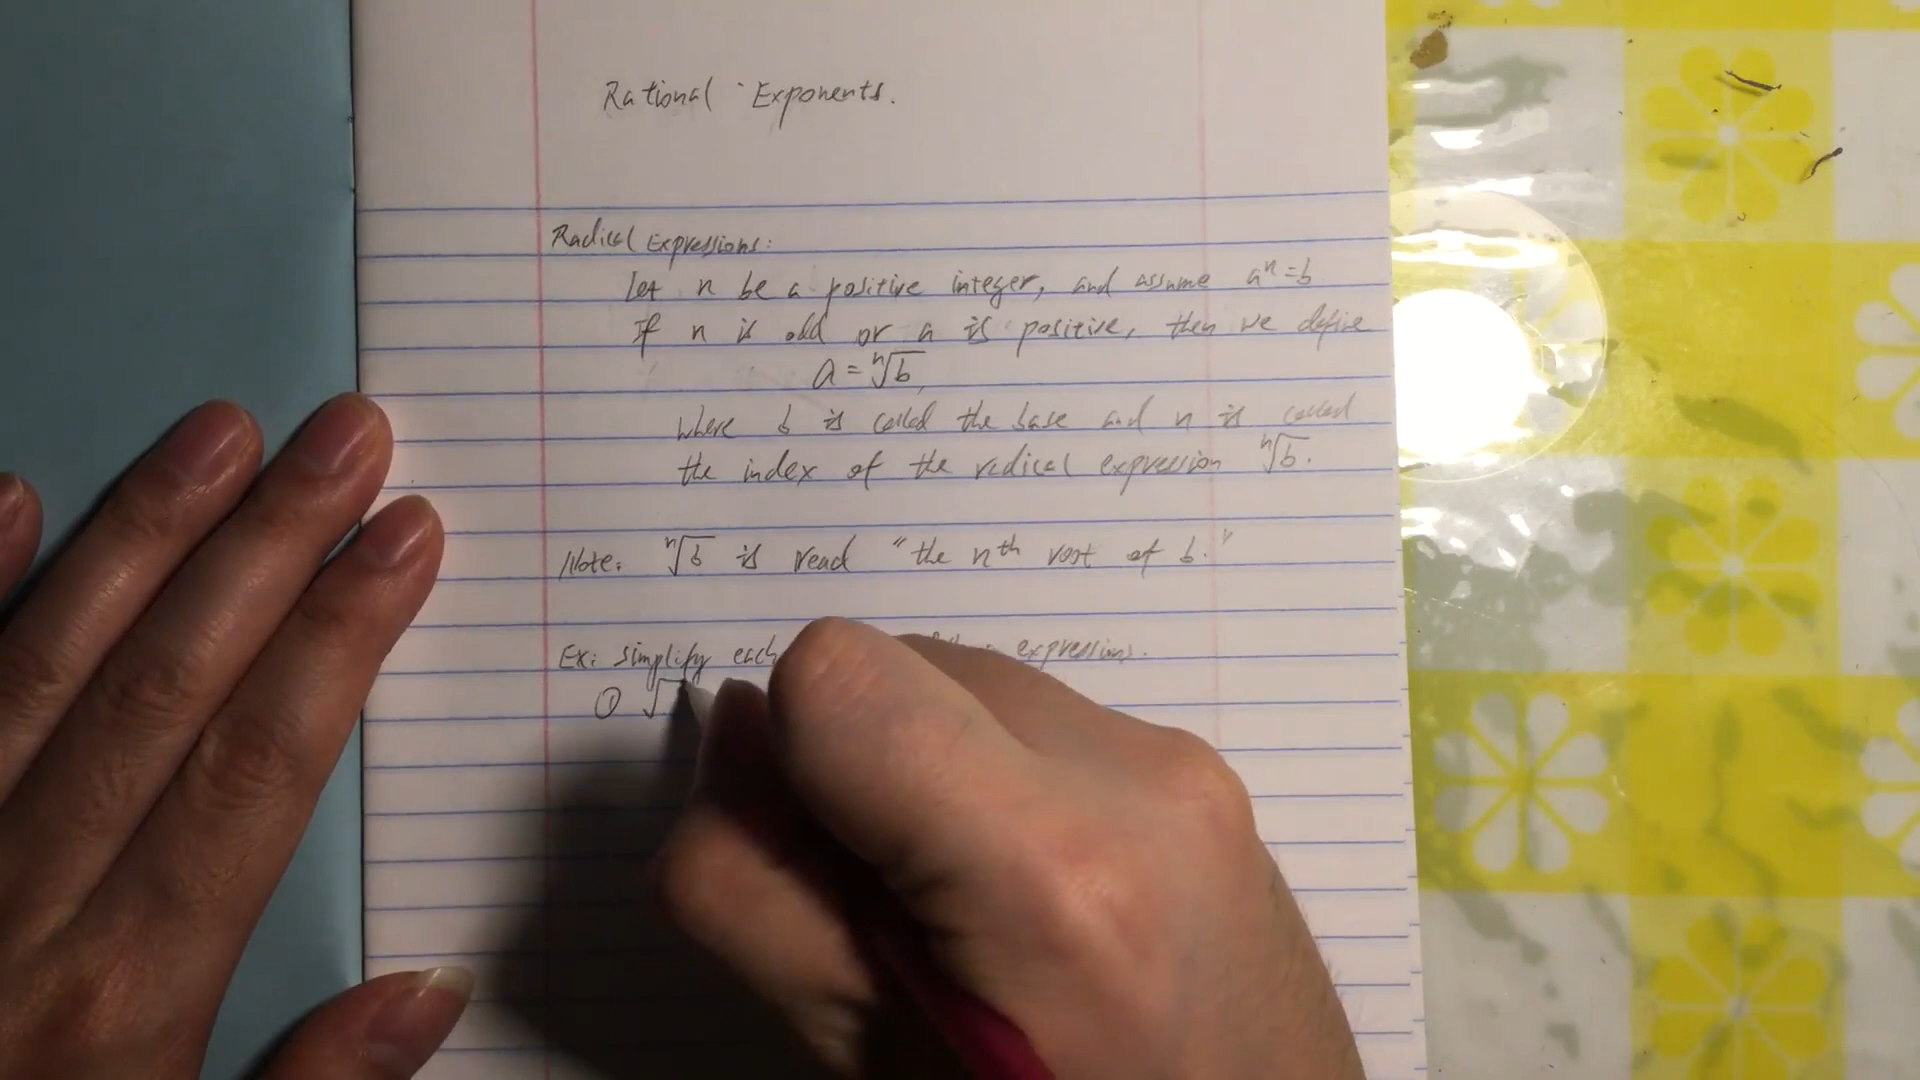 Rational Exponents.
Radical Expressions:
Let n be a positive integer, and assume aⁿ=b
If n is odd or a is positive, then we define
a = ⁿ√b,
where b is called the base and n is called
the index of the radical expression ⁿ√b.
Note: ⁿ√b is read "the nᵗʰ root of b."
Ex: simplify each expressions.
① √